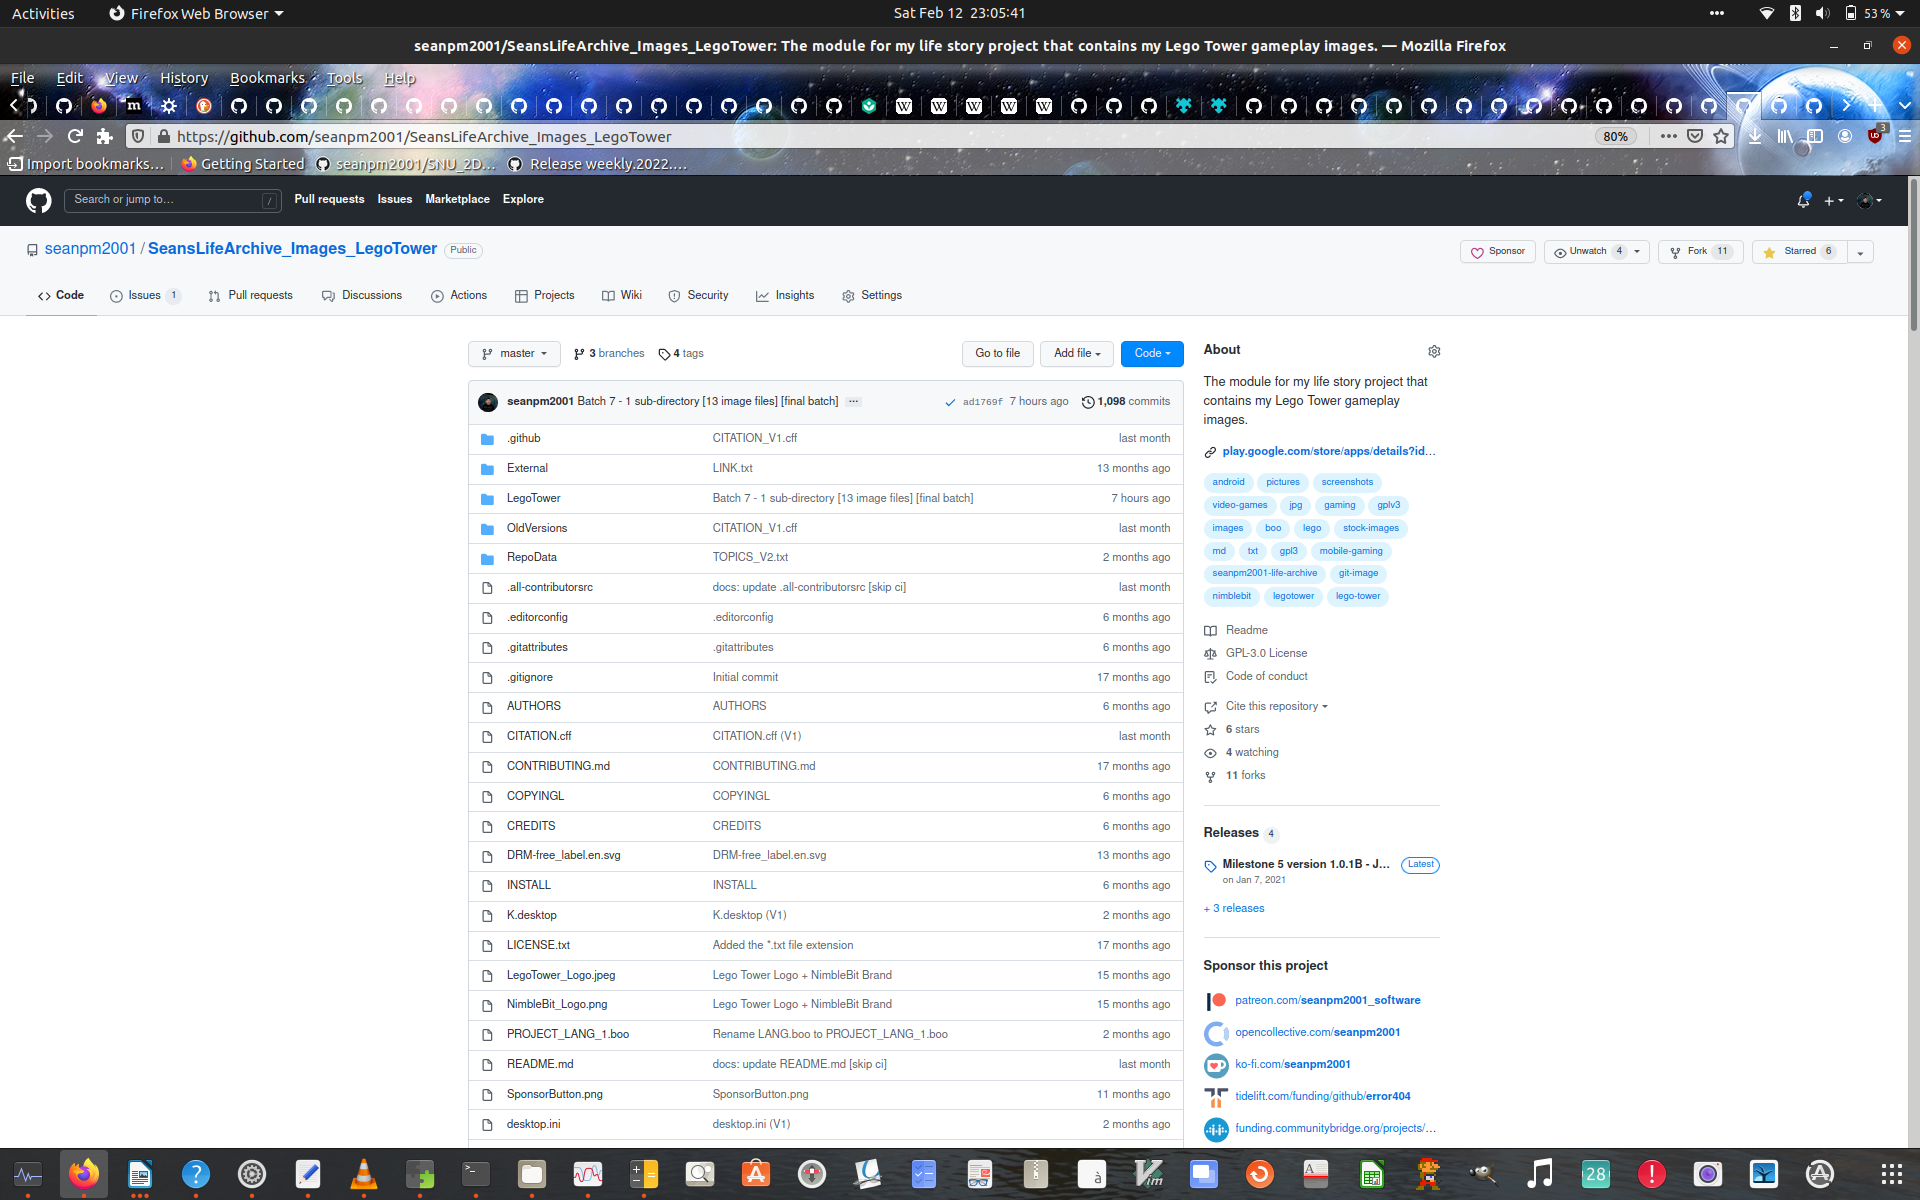 Activities
Firefox Web Browser
Sat Feb 12 23:05:41
53 %
seanpm2001/SeansLifeArchive_Images_LegoTower: The module for my life story project that contains my Lego Tower gameplay images. — Mozilla Firefox
File Edit View History Bookmarks Tools Help
https://github.com/seanpm2001/SeansLifeArchive_Images_LegoTower
80%
3
Import bookmarks... Getting Started seanpm2001/SNU_2D... Release weekly.2022....
Search or jump to... /
Pull requests Issues Marketplace Explore
seanpm2001 / SeansLifeArchive_Images_LegoTower Public
Sponsor Unwatch 4 Fork 11 Starred 6
Code Issues 1 Pull requests Discussions Actions Projects Wiki Security Insights Settings
master 3 branches 4 tags Go to file Add file Code
seanpm2001 Batch 7 - 1 sub-directory [13 image files] [final batch] ... ad1769f 7 hours ago 1,098 commits
.github CITATION_V1.cff last month
External LINK.txt 13 months ago
LegoTower Batch 7 - 1 sub-directory [13 image files] [final batch] 7 hours ago
OldVersions CITATION_V1.cff last month
RepoData TOPICS_V2.txt 2 months ago
.all-contributorsrc docs: update .all-contributorsrc [skip ci] last month
.editorconfig .editorconfig 6 months ago
.gitattributes .gitattributes 6 months ago
.gitignore Initial commit 17 months ago
AUTHORS AUTHORS 6 months ago
CITATION.cff CITATION.cff (V1) last month
CONTRIBUTING.md CONTRIBUTING.md 17 months ago
COPYINGL COPYINGL 6 months ago
CREDITS CREDITS 6 months ago
DRM-free_label.en.svg DRM-free_label.en.svg 13 months ago
INSTALL INSTALL 6 months ago
K.desktop K.desktop (V1) 2 months ago
LICENSE.txt Added the *.txt file extension 17 months ago
LegoTower_Logo.jpeg Lego Tower Logo + NimbleBit Brand 15 months ago
NimbleBit_Logo.png Lego Tower Logo + NimbleBit Brand 15 months ago
PROJECT_LANG_1.boo Rename LANG.boo to PROJECT_LANG_1.boo 2 months ago
README.md docs: update README.md [skip ci] last month
SponsorButton.png SponsorButton.png 11 months ago
desktop.ini desktop.ini (V1) 2 months ago
About
The module for my life story project that
contains my Lego Tower gameplay
images.
play.google.com/store/apps/details?id...
android pictures screenshots
video-games jpg gaming gplv3
images boo lego stock-images
md txt gpl3 mobile-gaming
seanpm2001-life-archive git-image
nimblebit legotower lego-tower
Readme
GPL-3.0 License
Code of conduct
Cite this repository
6 stars
4 watching
11 forks
Releases 4
Milestone 5 version 1.0.1B - J... Latest
on Jan 7, 2021
+ 3 releases
Sponsor this project
patreon.com/seanpm2001_software
opencollective.com/seanpm2001
ko-fi.com/seanpm2001
tidelift.com/funding/github/error404
funding.communitybridge.org/projects/...
28